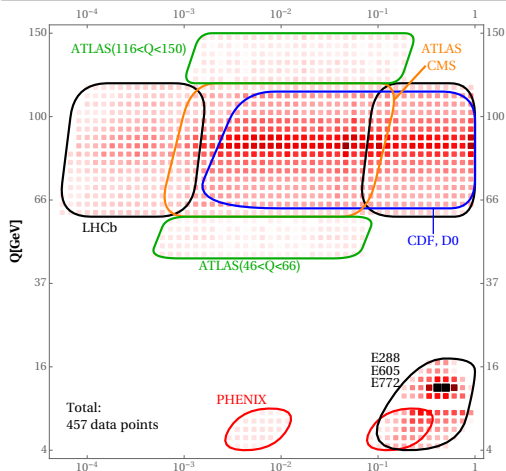 10⁻⁴ 10⁻³ 10⁻² 10⁻¹ 1
150 150
ATLAS(116<Q<150) ATLAS
CMS
100 100
66 66
LHCb
CDF, D0
Q[GeV]
ATLAS(46<Q<66)
37 37
16 16
E288
E605
E772
PHENIX
Total:
457 data points
4 4
10⁻⁴ 10⁻³ 10⁻² 10⁻¹ 1